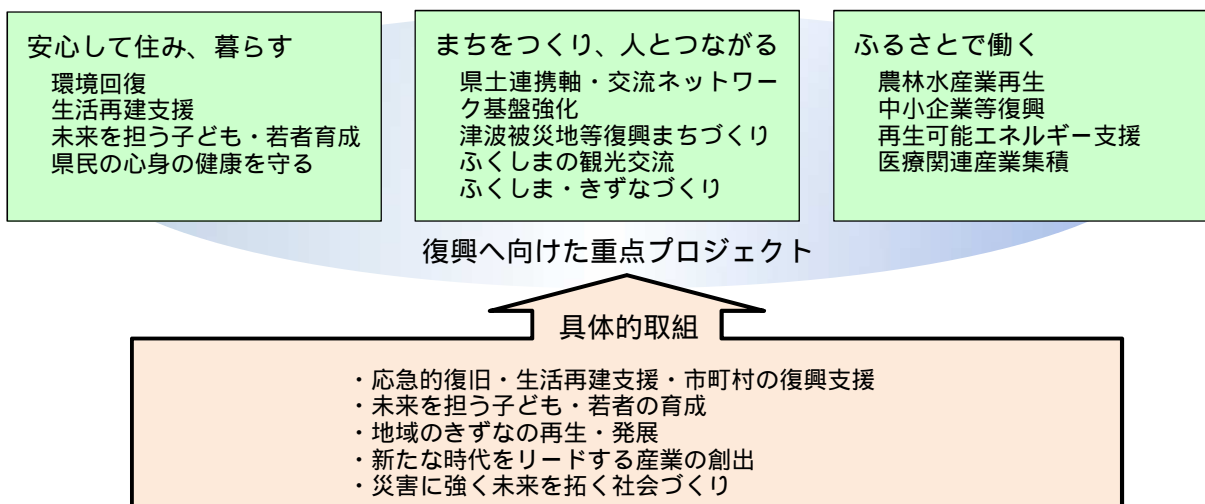 安心して住み、暮らす
環境回復
生活再建支援
未来を担う子ども・若者育成
県民の心身の健康を守る
まちをつくり、人とつながる
県土連携軸・交流ネットワー
ク基盤強化
津波被災地等復興まちづくり
ふくしまの観光交流
ふくしま・きずなづくり
ふるさとで働く
農林水産業再生
中小企業等復興
再生可能エネルギー支援
医療関連産業集積
復興へ向けた重点プロジェクト
具体的取組
・応急的復旧・生活再建支援・市町村の復興支援
・未来を担う子ども・若者の育成
・地域のきずなの再生・発展
・新たな時代をリードする産業の創出
・災害に強く未来を拓く社会づくり